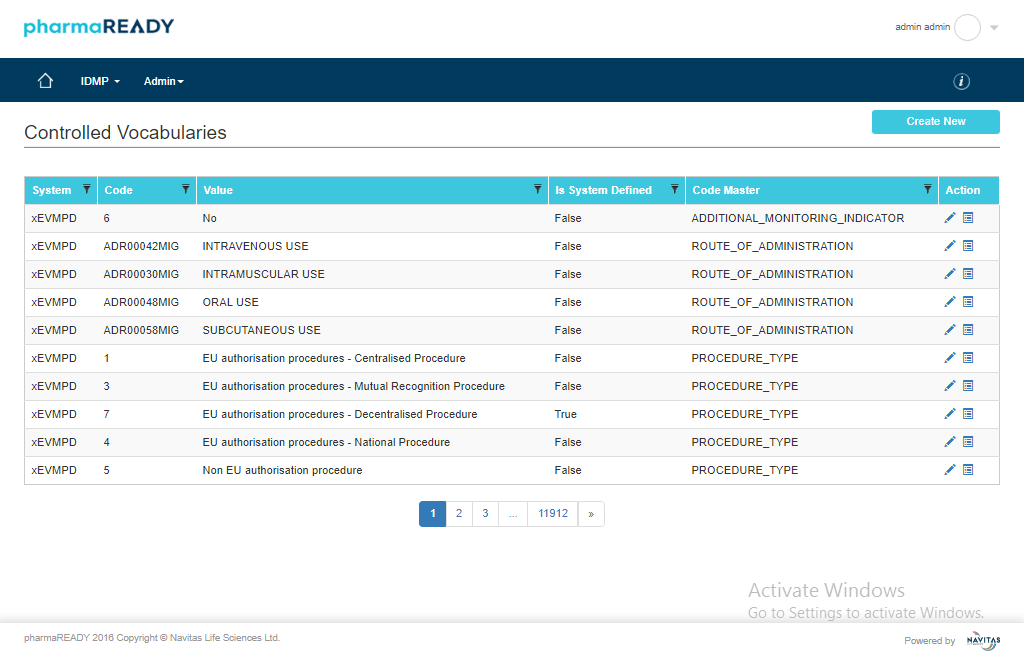 pharmaREADY
admin admin
IDMP Admin
Controlled Vocabularies
Create New
System Code Value Is System Defined Code Master Action
xEVMPD 6 No False ADDITIONAL_MONITORING_INDICATOR
xEVMPD ADR00042MIG INTRAVENOUS USE False ROUTE_OF_ADMINISTRATION
xEVMPD ADR00030MIG INTRAMUSCULAR USE False ROUTE_OF_ADMINISTRATION
xEVMPD ADR00048MIG ORAL USE False ROUTE_OF_ADMINISTRATION
xEVMPD ADR00058MIG SUBCUTANEOUS USE False ROUTE_OF_ADMINISTRATION
xEVMPD 1 EU authorisation procedures - Centralised Procedure False PROCEDURE_TYPE
xEVMPD 3 EU authorisation procedures - Mutual Recognition Procedure False PROCEDURE_TYPE
xEVMPD 7 EU authorisation procedures - Decentralised Procedure True PROCEDURE_TYPE
xEVMPD 4 EU authorisation procedures - National Procedure False PROCEDURE_TYPE
xEVMPD 5 Non EU authorisation procedure False PROCEDURE_TYPE
1 2 3 ... 11912 »
Activate Windows
Go to Settings to activate Windows.
pharmaREADY 2016 Copyright © Navitas Life Sciences Ltd.
Powered by NAVITAS